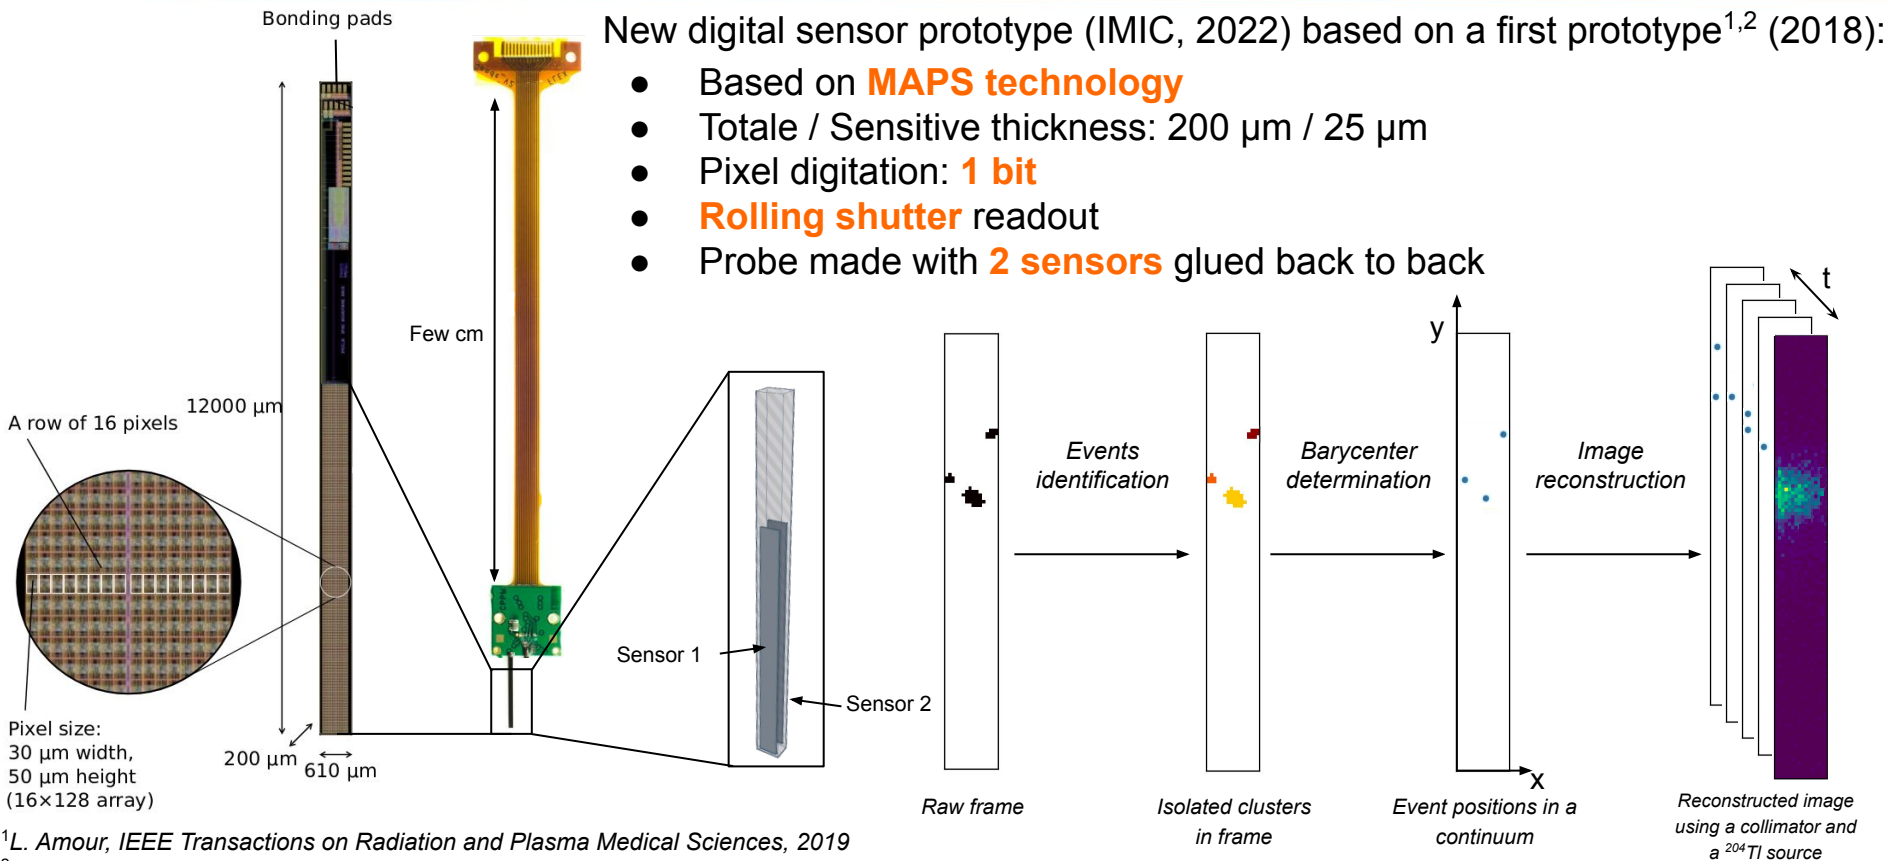 Bonding pads
New digital sensor prototype (IMIC, 2022) based on a first prototype1,2 (2018):
● Based on MAPS technology
● Totale / Sensitive thickness: 200 µm / 25 µm
● Pixel digitation: 1 bit
● Rolling shutter readout
● Probe made with 2 sensors glued back to back
Few cm
12000 µm
A row of 16 pixels
Pixel size:
30 µm width,
50 µm height
(16×128 array)
200 µm
610 µm
Sensor 1
Sensor 2
Events
identification
Barycenter
determination
Image
reconstruction
y
x
t
Raw frame
Isolated clusters
in frame
Event positions in a
continuum
Reconstructed image
using a collimator and
a 204Tl source
1L. Amour, IEEE Transactions on Radiation and Plasma Medical Sciences, 2019